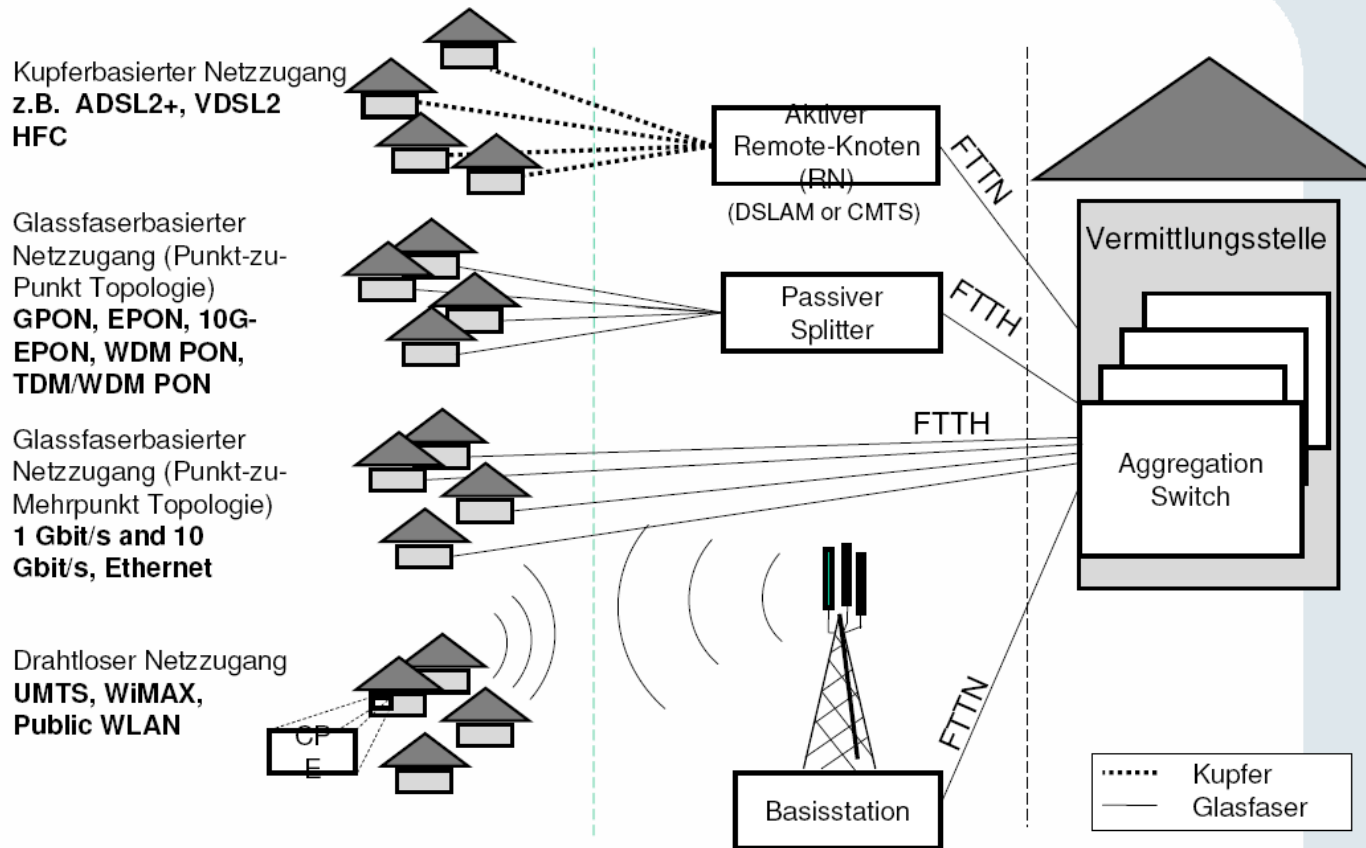 Kupferbasierter Netzzugang
z.B. ADSL2+, VDSL2
HFC
Aktiver
Remote-Knoten
(RN)
(DSLAM or CMTS)
FTTN
Vermittlungsstelle
Glassfaserbasierter
Netzzugang (Punkt-zu-
Punkt Topologie)
GPON, EPON, 10G-
EPON, WDM PON,
TDM/WDM PON
Passiver
Splitter
FTTH
Glassfaserbasierter
Netzzugang (Punkt-zu-
Mehrpunkt Topologie)
1 Gbit/s and 10
Gbit/s, Ethernet
FTTH
Aggregation
Switch
Drahtloser Netzzugang
UMTS, WiMAX,
Public WLAN
CP
E
FTTN
Basisstation
Kupfer
Glasfaser